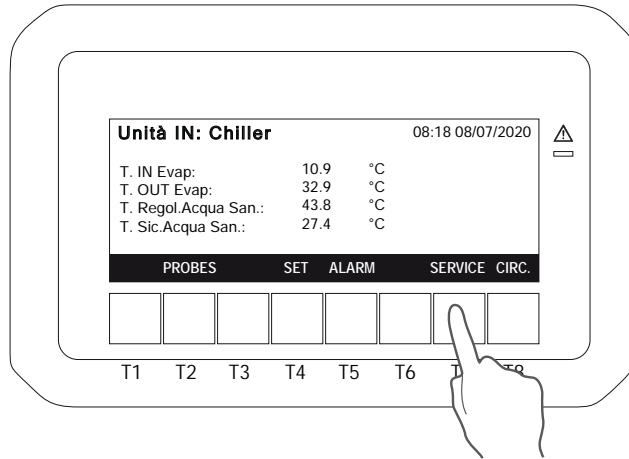 Unità IN: Chiller 08:18 08/07/2020
T. IN Evap: 10.9 °C
T. OUT Evap: 32.9 °C
T. Regol.Acqua San.: 43.8 °C
T. Sic.Acqua San.: 27.4 °C
PROBES SET ALARM SERVICE CIRC.
T1 T2 T3 T4 T5 T6